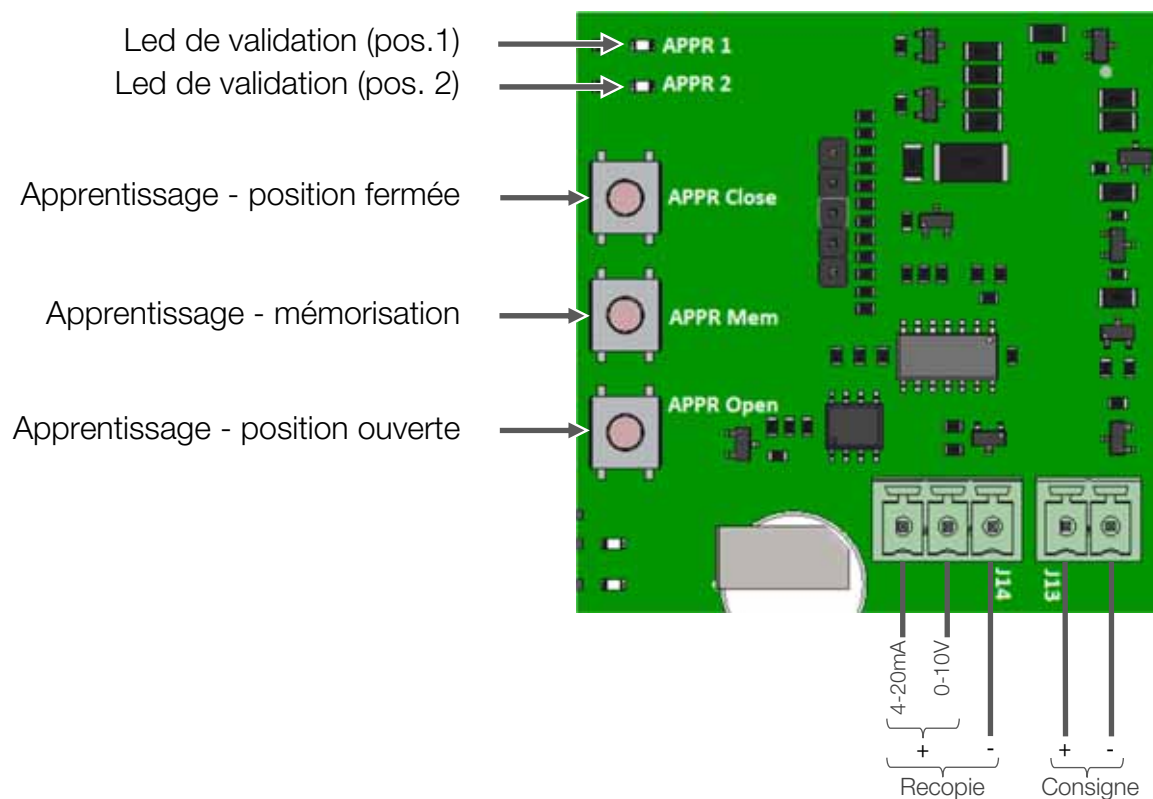 Led de validation (pos.1)
APPR 1
Led de validation (pos. 2)
APPR 2
Apprentissage - position fermée
APPR Close
Apprentissage - mémorisation
APPR Mem
Apprentissage - position ouverte
APPR Open
J14
J13
4-20mA
0-10V
+
-
+
-
Recopie
Consigne